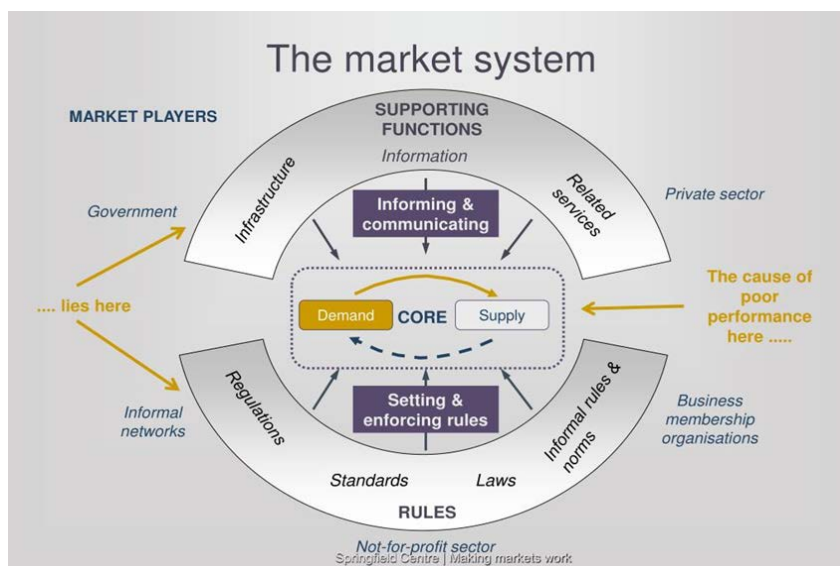 The market system
MARKET PLAYERS
SUPPORTING
FUNCTIONS
Information
Infrastructure
Related
services
Government
Private sector
Informing &
communicating
.... lies here
The cause of
poor
performance
here .....
Demand
CORE
Supply
Setting &
enforcing rules
Regulations
Informal rules &
norms
Informal
networks
Business
membership
organisations
Standards
Laws
RULES
Not-for-profit sector
Springfield Centre | Making markets work